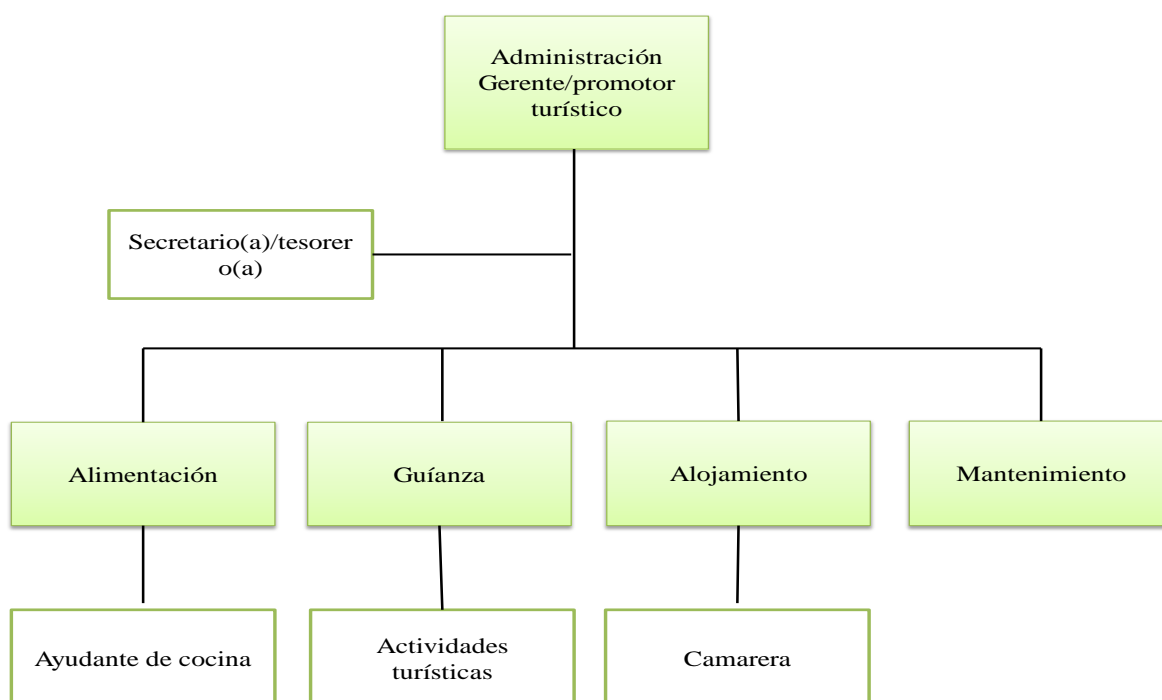 Administración
Gerente/promotor
turístico
Secretario(a)/tesorer
o(a)
Alimentación
Guíanza
Alojamiento
Mantenimiento
Ayudante de cocina
Actividades
turísticas
Camarera